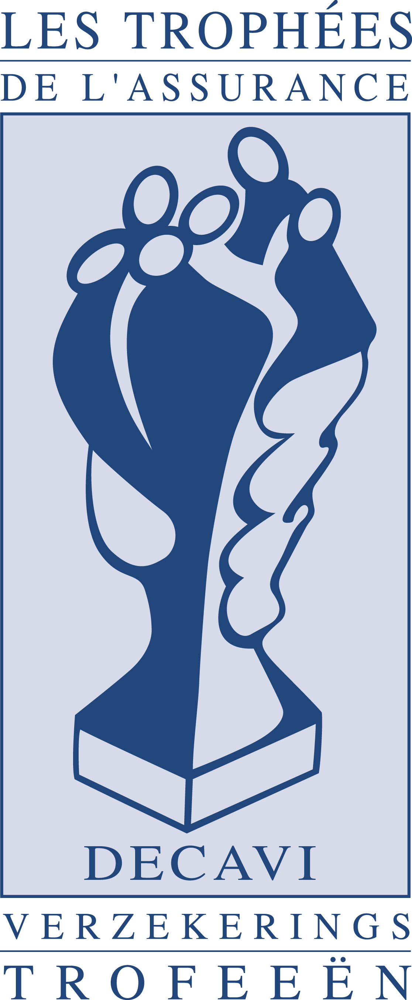 LES TROPHÉES
DE L'ASSURANCE
DECAVI
VERZEKERINGS
TROFEEËN